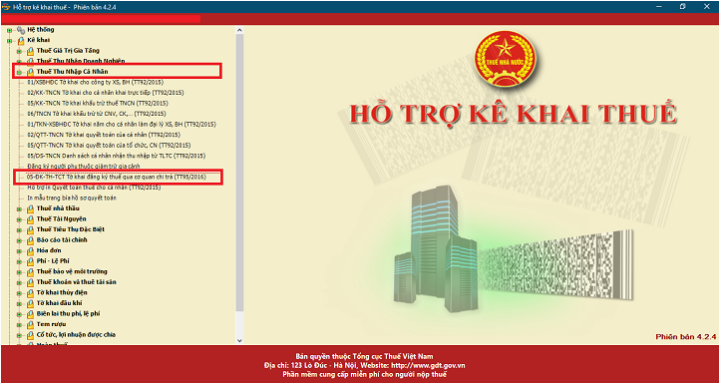 Hỗ trợ kê khai thuế - Phiên bản 4.2.4
Hệ thống
Kê khai
Thuế Giá Trị Gia Tăng
Thuế Thu Nhập Doanh Nghiệp
Thuế Thu Nhập Cá Nhân
01/XSBHĐC Tờ khai cho công ty XS, BH (TT92/2015)
02/KK-TNCN Tờ khai cho cá nhân khai trực tiếp (TT92/2015)
05/KK-TNCN Tờ khai khấu trừ thuế TNCN (TT92/2015)
06/TNCN Tờ khai khấu trừ từ CNV, CK,... (TT92/2015)
01/TKN-XSBHĐC Tờ khai năm cho cá nhân làm đại lý XS, BH (TT92/2015)
02/QTT-TNCN Tờ khai quyết toán của cá nhân (TT92/2015)
05/QTT-TNCN Tờ khai quyết toán của tổ chức, CN (TT92/2015)
05/DS-TNCN Danh sách cá nhân nhận thu nhập từ TLTC (TT92/2015)
Đăng ký người phụ thuộc giảm trừ gia cảnh
05-ĐK-TH-TCT Tờ khai đăng ký thuế qua cơ quan chi trả (TT95/2016)
Hỗ trợ in Quyết toán thuế cho cá nhân (TT92/2015)
In mẫu trang bìa hồ sơ quyết toán
Thuế nhà thầu
Thuế Tài Nguyên
Thuế Tiêu Thụ Đặc Biệt
Báo cáo tài chính
Hóa đơn
Phí - Lệ Phí
Thuế bảo vệ môi trường
Thuế khoán và thuê tài sản
Tờ khai thủy điện
Tờ khai dầu khí
Biên lai thu phí, lệ phí
Tem rượu
Cổ tức, lợi nhuận được chia
Hoàn thuế
THUẾ NHÀ NƯỚC
HỖ TRỢ KÊ KHAI THUẾ
Phiên bản 4.2.4
Bản quyền thuộc Tổng cục Thuế Việt Nam
Địa chỉ: 123 Lò Đúc - Hà Nội, Website: http://www.gdt.gov.vn
Phần mềm cung cấp miễn phí cho người nộp thuế